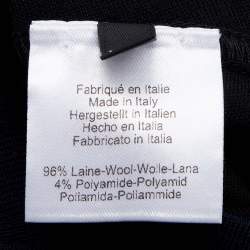 Fabriqué en Italie
Made in Italy
Hergestellt in Italien
Hecho en Italia
Fabbricato in Italia
96% Laine-Wool-Wolle-Lana
4% Polyamide-Polyamid
Poliamida-Poliammide